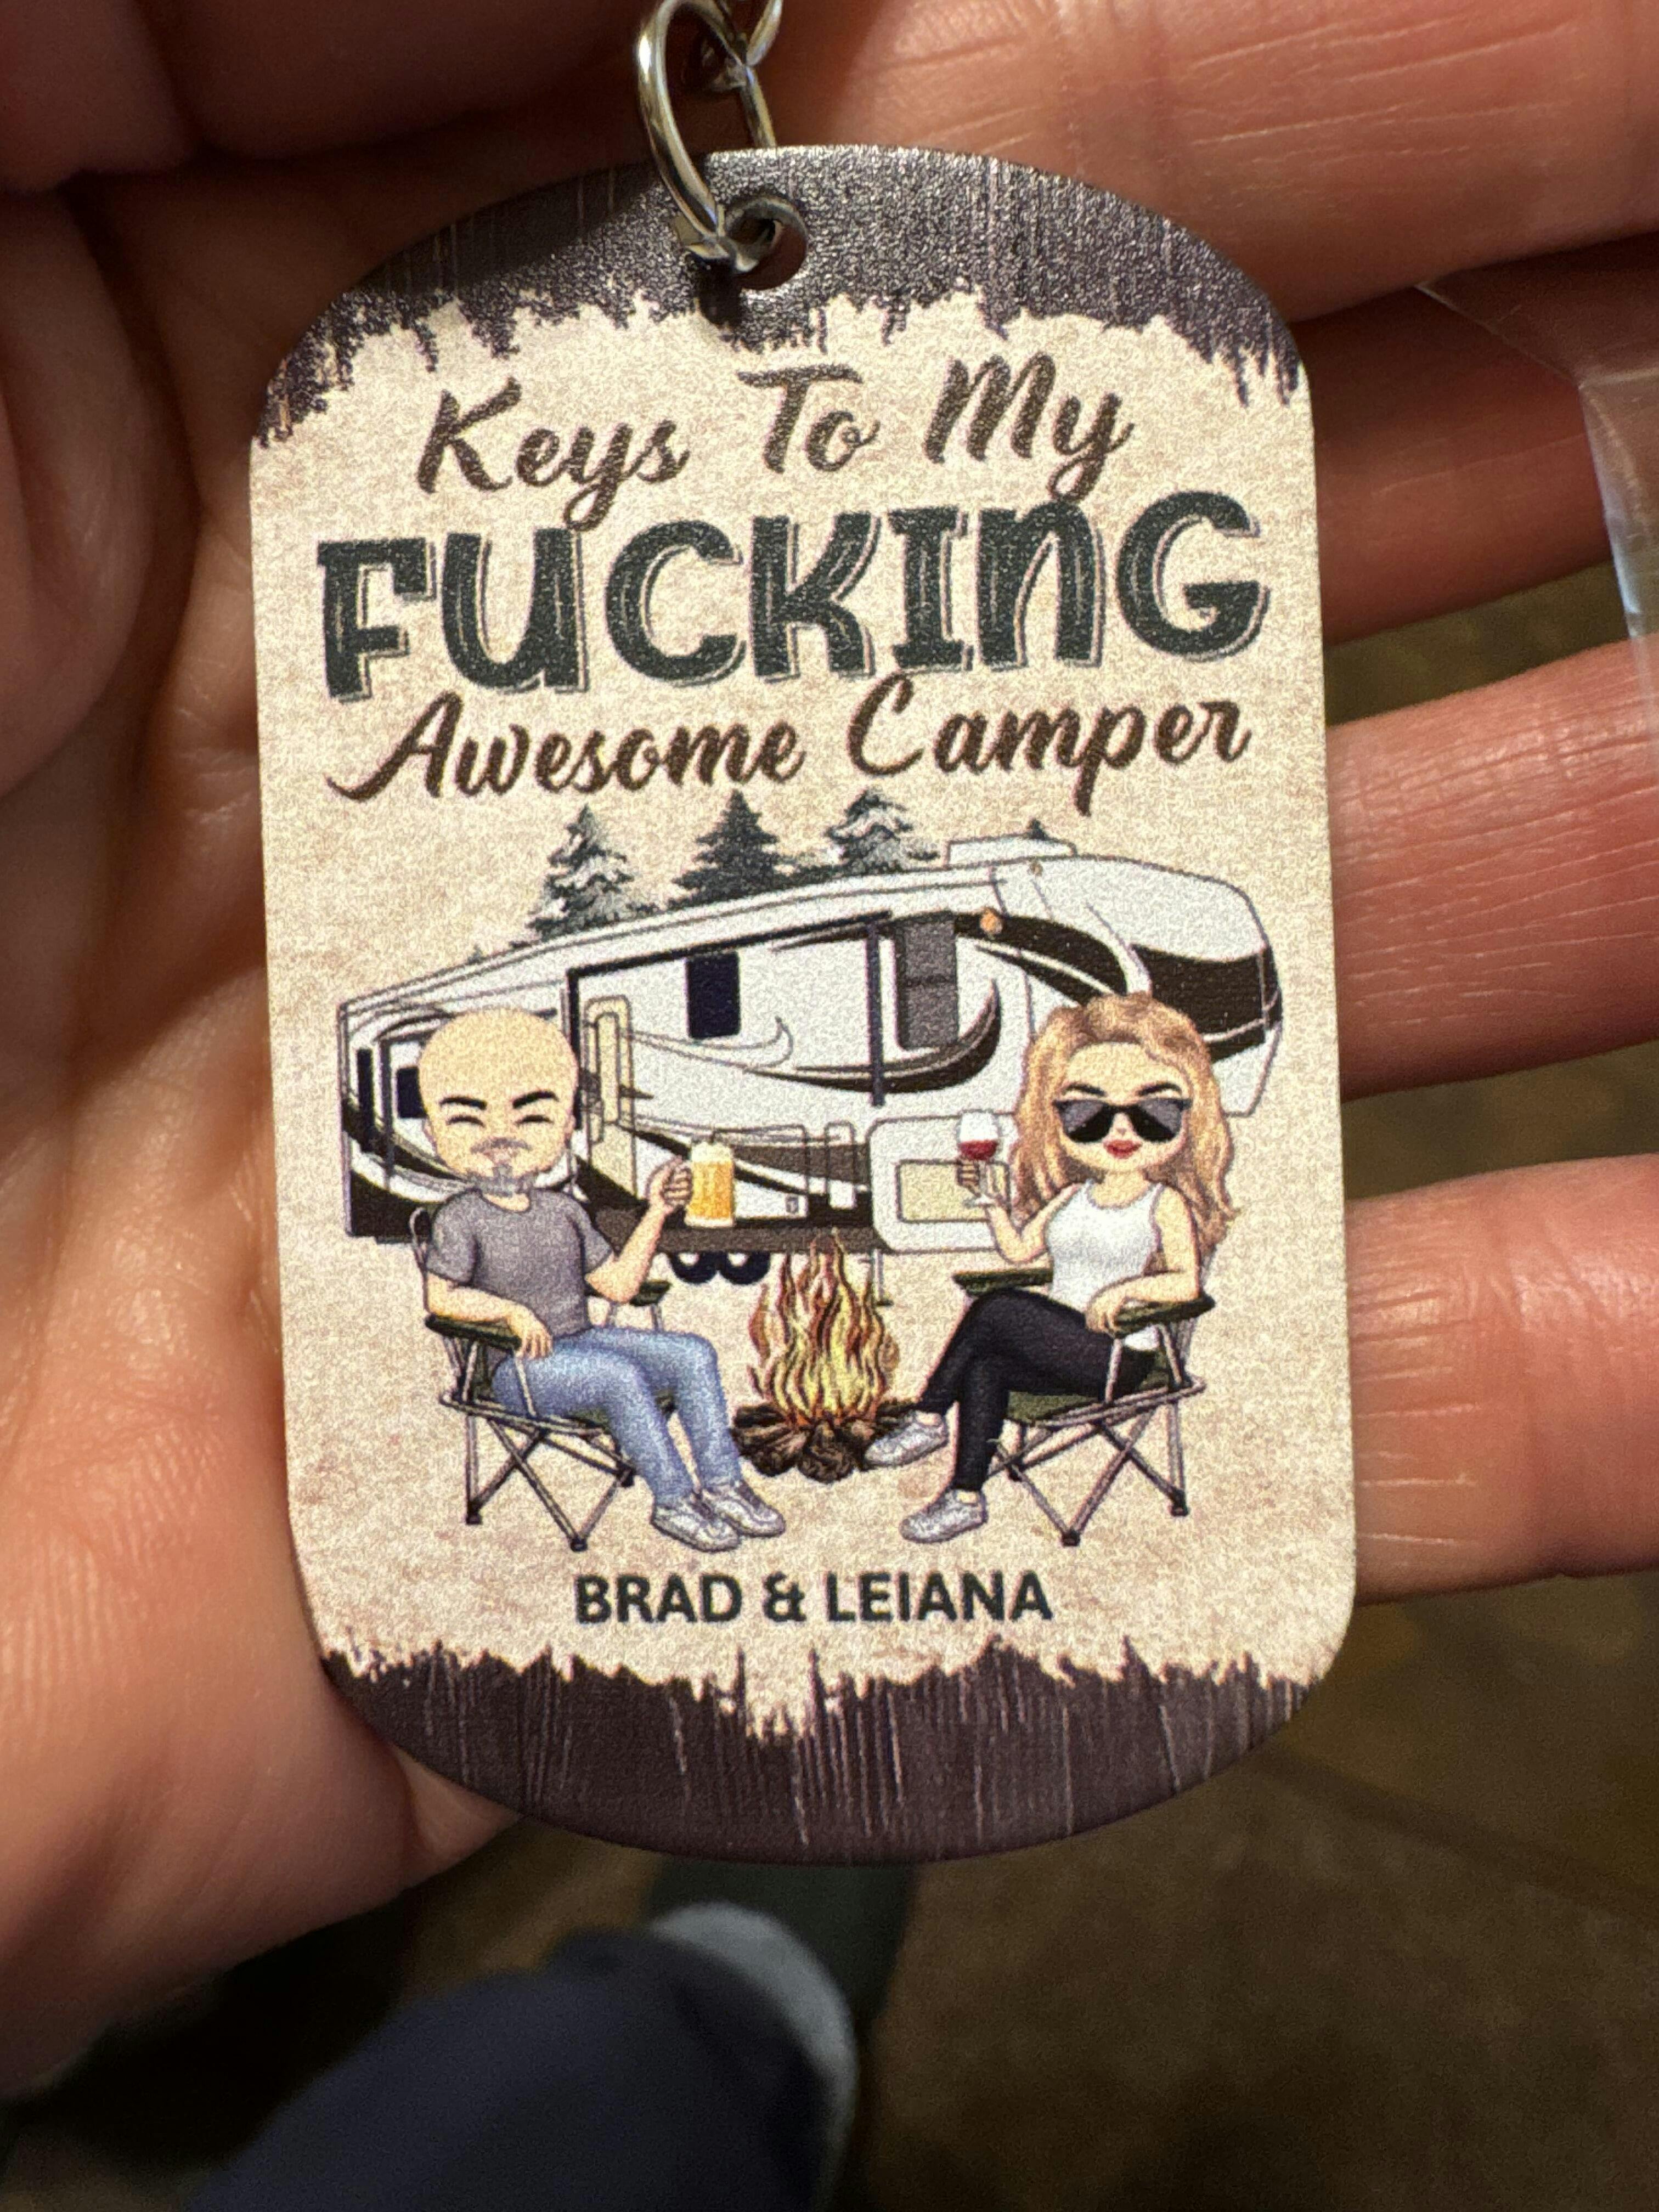 Keys To My
FUCKING
Awesome Camper
BRAD & LEIANA